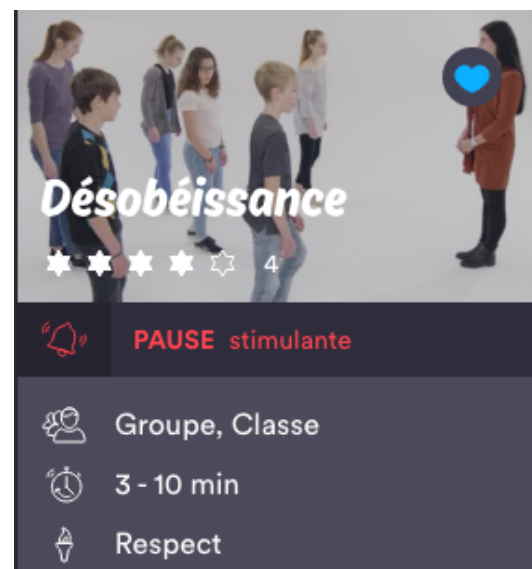 Désobéissance
4
PAUSE stimulante
Groupe, Classe
3 - 10 min
Respect